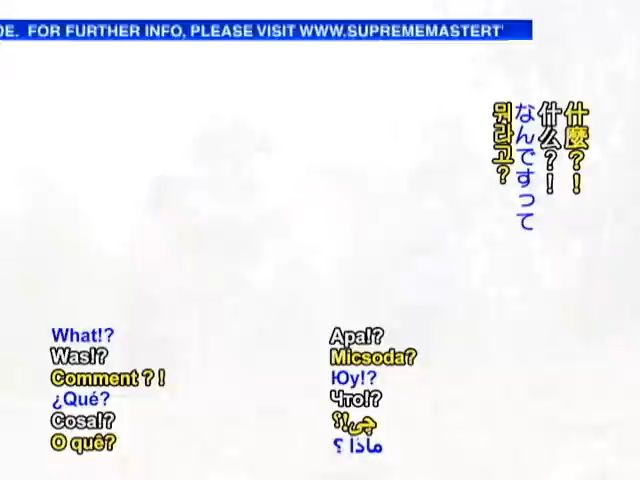 DE. FOR FURTHER INFO, PLEASE VISIT WWW.SUPREMEMASTERT
什麼?!
什么?!
なんですって
뭐라고?
What!?
Was!?
Comment ? !
¿Qué?
Cosa!?
O quê?
Apa!?
Micsoda?
Юу!?
Что!?
چی!؟
ماذا ؟